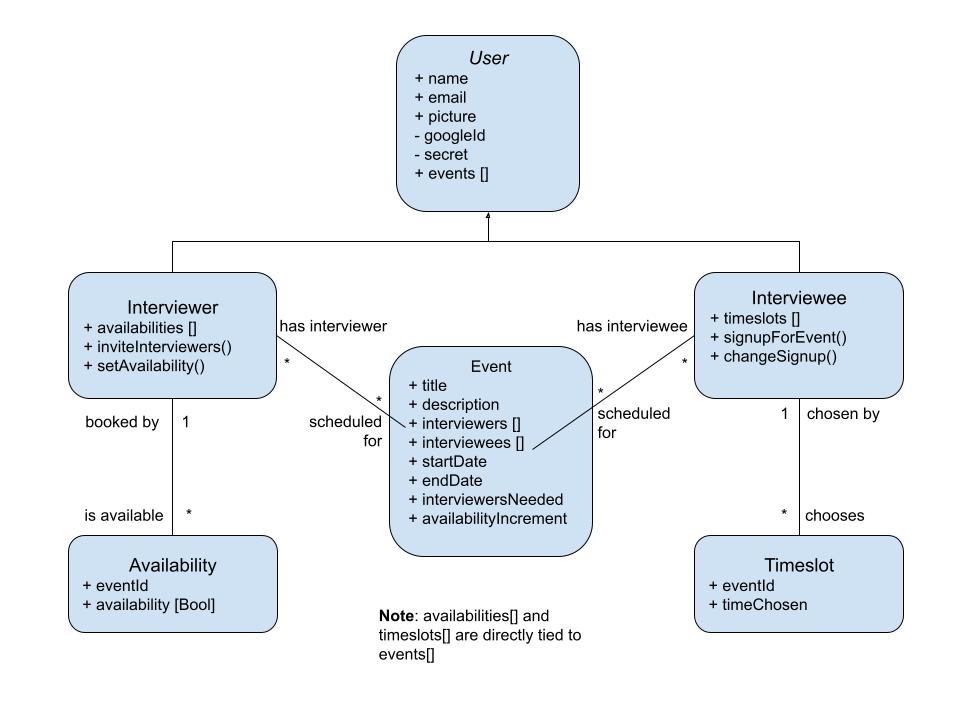 User
+ name
+ email
+ picture
- googleId
- secret
+ events []
Interviewer
+ availabilities []
+ inviteInterviewers()
+ setAvailability()
has interviewer
*
*
scheduled
for
Event
+ title
+ description
+ interviewers []
+ interviewees []
+ startDate
+ endDate
+ interviewersNeeded
+ availabilityIncrement
has interviewee
*
*
scheduled
for
Interviewee
+ timeslots []
+ signupForEvent()
+ changeSignup()
booked by
1
is available
*
1
chosen by
*
chooses
Availability
+ eventId
+ availability [Bool]
Timeslot
+ eventId
+ timeChosen
Note: availabilities[] and
timeslots[] are directly tied to
events[]